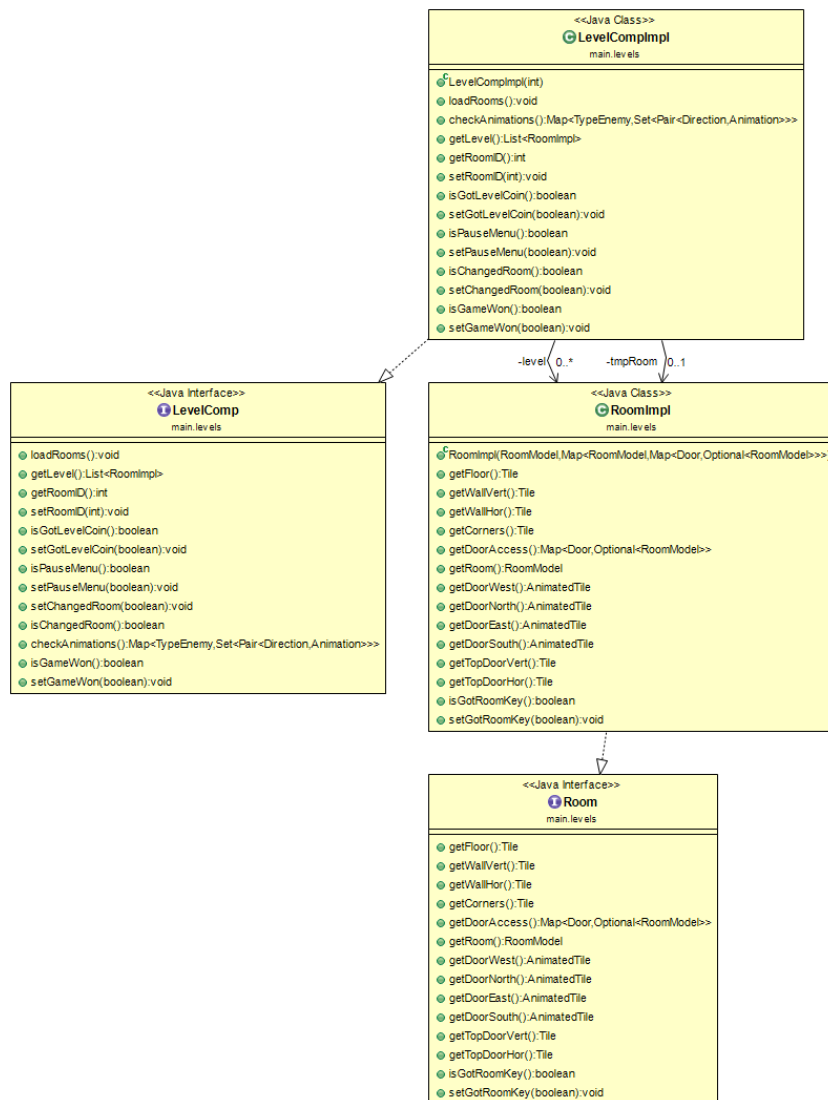 <<Java Class>>
LevelCompImpl
main.levels
LevelCompImpl(int)
loadRooms():void
checkAnimations():Map<TypeEnemy,Set<Pair<Direction,Animation>>>
getLevel():List<RoomImpl>
getRoomID():int
setRoomID(int):void
isGotLevelCoin():boolean
setGotLevelCoin(boolean):void
isPauseMenu():boolean
setPauseMenu(boolean):void
isChangedRoom():boolean
setChangedRoom(boolean):void
isGameWon():boolean
setGameWon(boolean):void
-level 0..* -tmpRoom 0..1
<<Java Interface>>
LevelComp
main.levels
loadRooms():void
getLevel():List<RoomImpl>
getRoomID():int
setRoomID(int):void
isGotLevelCoin():boolean
setGotLevelCoin(boolean):void
isPauseMenu():boolean
setPauseMenu(boolean):void
setChangedRoom(boolean):void
isChangedRoom():boolean
checkAnimations():Map<TypeEnemy,Set<Pair<Direction,Animation>>>
isGameWon():boolean
setGameWon(boolean):void
<<Java Class>>
RoomImpl
main.levels
RoomImpl(RoomModel,Map<RoomModel,Map<Door,Optional<RoomModel>>>)
getFloor():Tile
getWallVert():Tile
getWallHor():Tile
getCorners():Tile
getDoorAccess():Map<Door,Optional<RoomModel>>
getRoom():RoomModel
getDoorWest():AnimatedTile
getDoorNorth():AnimatedTile
getDoorEast():AnimatedTile
getDoorSouth():AnimatedTile
getTopDoorVert():Tile
getTopDoorHor():Tile
isGotRoomKey():boolean
setGotRoomKey(boolean):void
<<Java Interface>>
Room
main.levels
getFloor():Tile
getWallVert():Tile
getWallHor():Tile
getCorners():Tile
getDoorAccess():Map<Door,Optional<RoomModel>>
getRoom():RoomModel
getDoorWest():AnimatedTile
getDoorNorth():AnimatedTile
getDoorEast():AnimatedTile
getDoorSouth():AnimatedTile
getTopDoorVert():Tile
getTopDoorHor():Tile
isGotRoomKey():boolean
setGotRoomKey(boolean):void